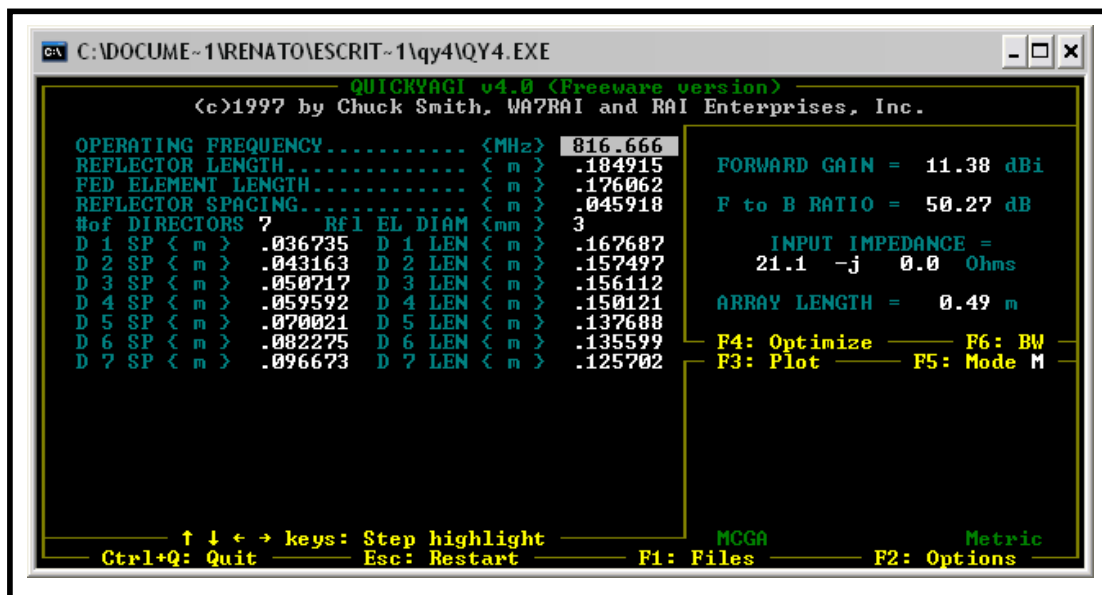 C:\DOCUME~1\RENATO\ESCRIT~1\qy4\QY4.EXE
QUICKYAGI v4.0 (Freeware version)
(c)1997 by Chuck Smith, WA7RAI and RAI Enterprises, Inc.
OPERATING FREQUENCY........... {MHz} 816.666
REFLECTOR LENGTH.............. { m } .184915
FED ELEMENT LENGTH............ { m } .176062
REFLECTOR SPACING............. { m } .045918
#of DIRECTORS 7 Rfl EL DIAM {mm } 3
D 1 SP { m } .036735 D 1 LEN { m } .167687
D 2 SP { m } .043163 D 2 LEN { m } .157497
D 3 SP { m } .050717 D 3 LEN { m } .156112
D 4 SP { m } .059592 D 4 LEN { m } .150121
D 5 SP { m } .070021 D 5 LEN { m } .137688
D 6 SP { m } .082275 D 6 LEN { m } .135599
D 7 SP { m } .096673 D 7 LEN { m } .125702
FORWARD GAIN = 11.38 dBi
F to B RATIO = 50.27 dB
INPUT IMPEDANCE =
21.1 -j 0.0 Ohms
ARRAY LENGTH = 0.49 m
F4: Optimize F6: BW
F3: Plot F5: Mode M
↑ ↓ ← → keys: Step highlight
MCGA Metric
Ctrl+Q: Quit Esc: Restart F1: Files F2: Options